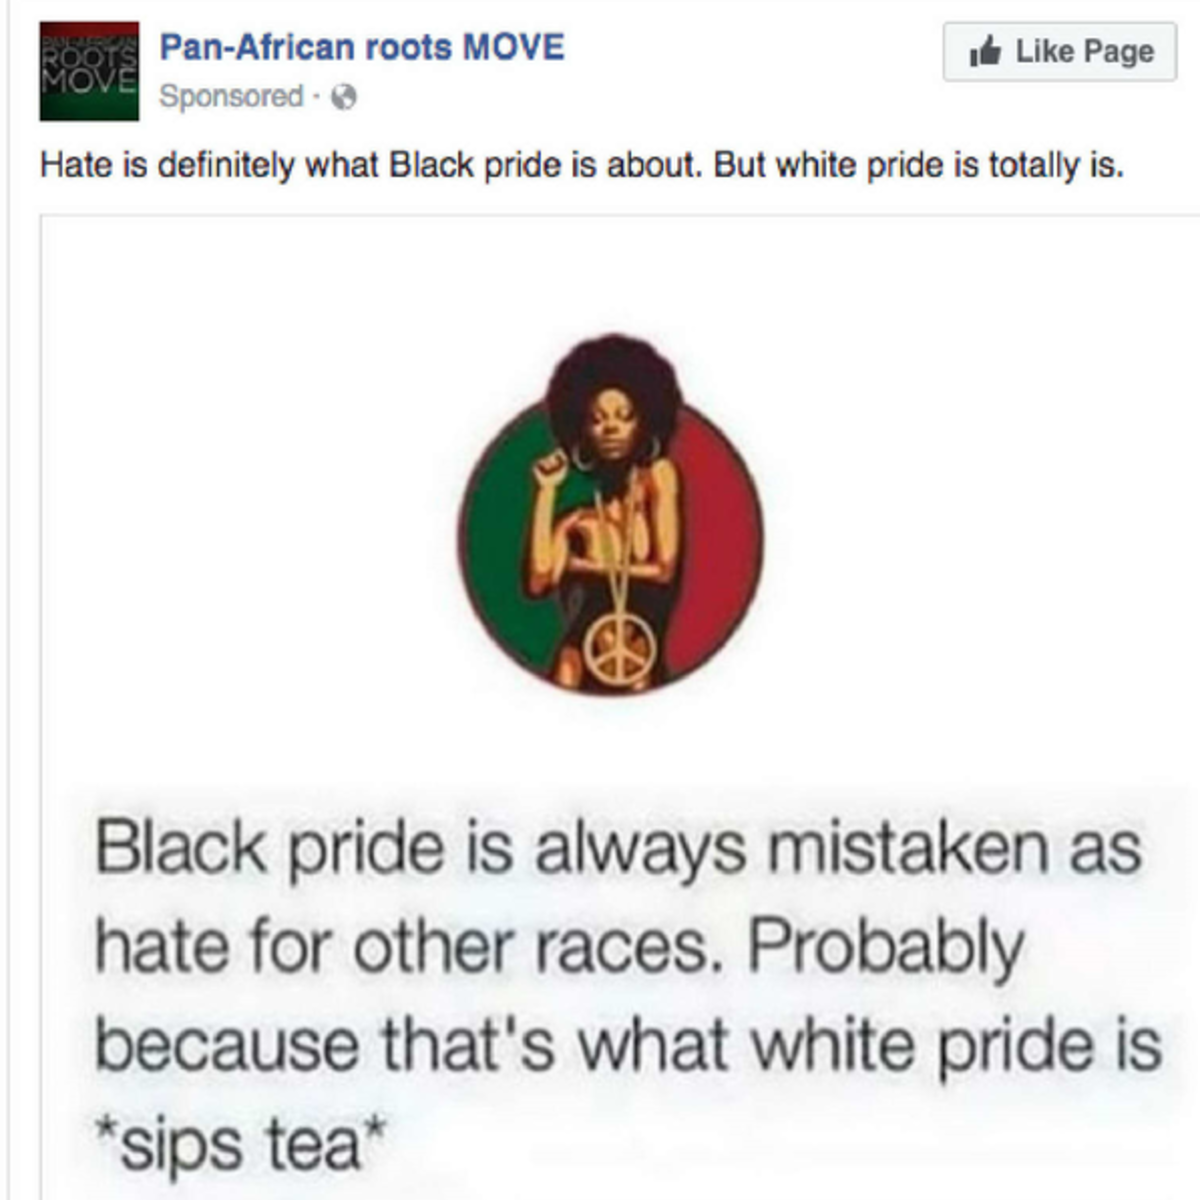 PAN-AFRICAN
ROOTS
MOVE
Pan-African roots MOVE
Like Page
Sponsored ·
Hate is definitely what Black pride is about. But white pride is totally is.
Black pride is always mistaken as
hate for other races. Probably
because that's what white pride is
*sips tea*